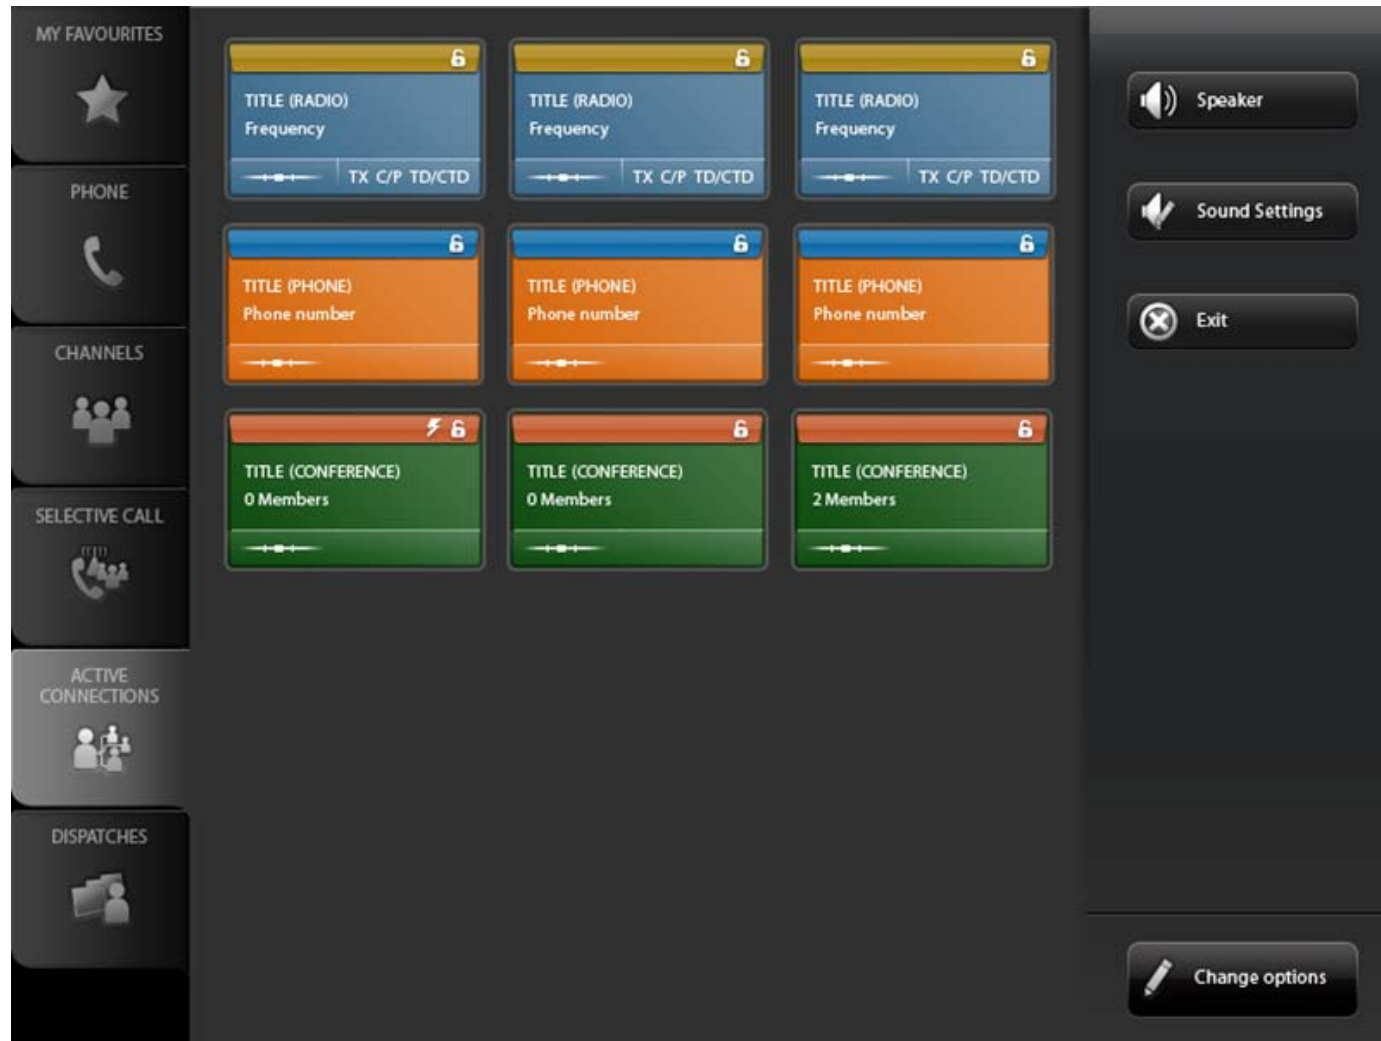 MY FAVOURITES
PHONE
CHANNELS
SELECTIVE CALL
ACTIVE
CONNECTIONS
DISPATCHES
TITLE (RADIO)
Frequency
TX C/P TD/CTD
TITLE (RADIO)
Frequency
TX C/P TD/CTD
TITLE (RADIO)
Frequency
TX C/P TD/CTD
TITLE (PHONE)
Phone number
TITLE (PHONE)
Phone number
TITLE (PHONE)
Phone number
TITLE (CONFERENCE)
0 Members
TITLE (CONFERENCE)
0 Members
TITLE (CONFERENCE)
2 Members
Speaker
Sound Settings
Exit
Change options